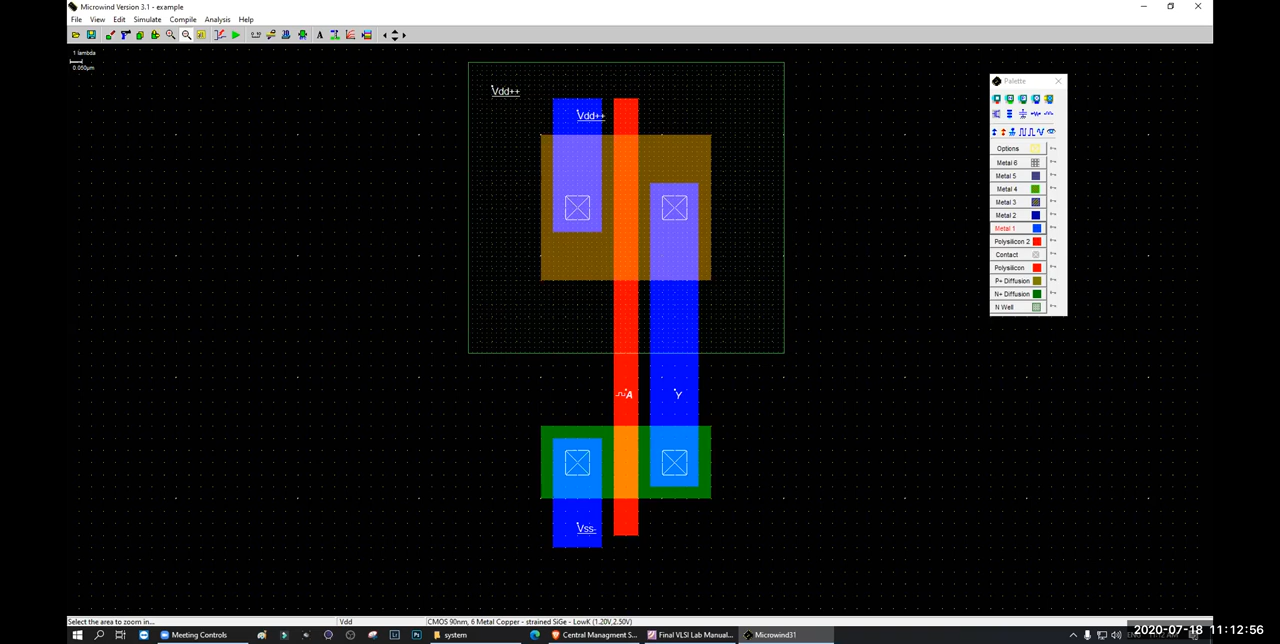 Microwind Version 3.1 - example
File View Edit Simulate Compile Analysis Help
1 lambda
0.050µm
Vdd++
Vdd++
A
Y
Vss-
Palette
Options
Metal 6
Metal 5
Metal 4
Metal 3
Metal 2
Metal 1
Polysilicon 2
Contact
Polysilicon
P+ Diffusion
N+ Diffusion
N Well
Select the area to zoom in...
Vdd
CMOS 90nm, 6 Metal Copper - strained SiGe - LowK (1.20V,2.50V)
Meeting Controls
system
Central Managment S...
Final VLSI Lab Manual...
Microwind31
2020-07-18 11:12:56